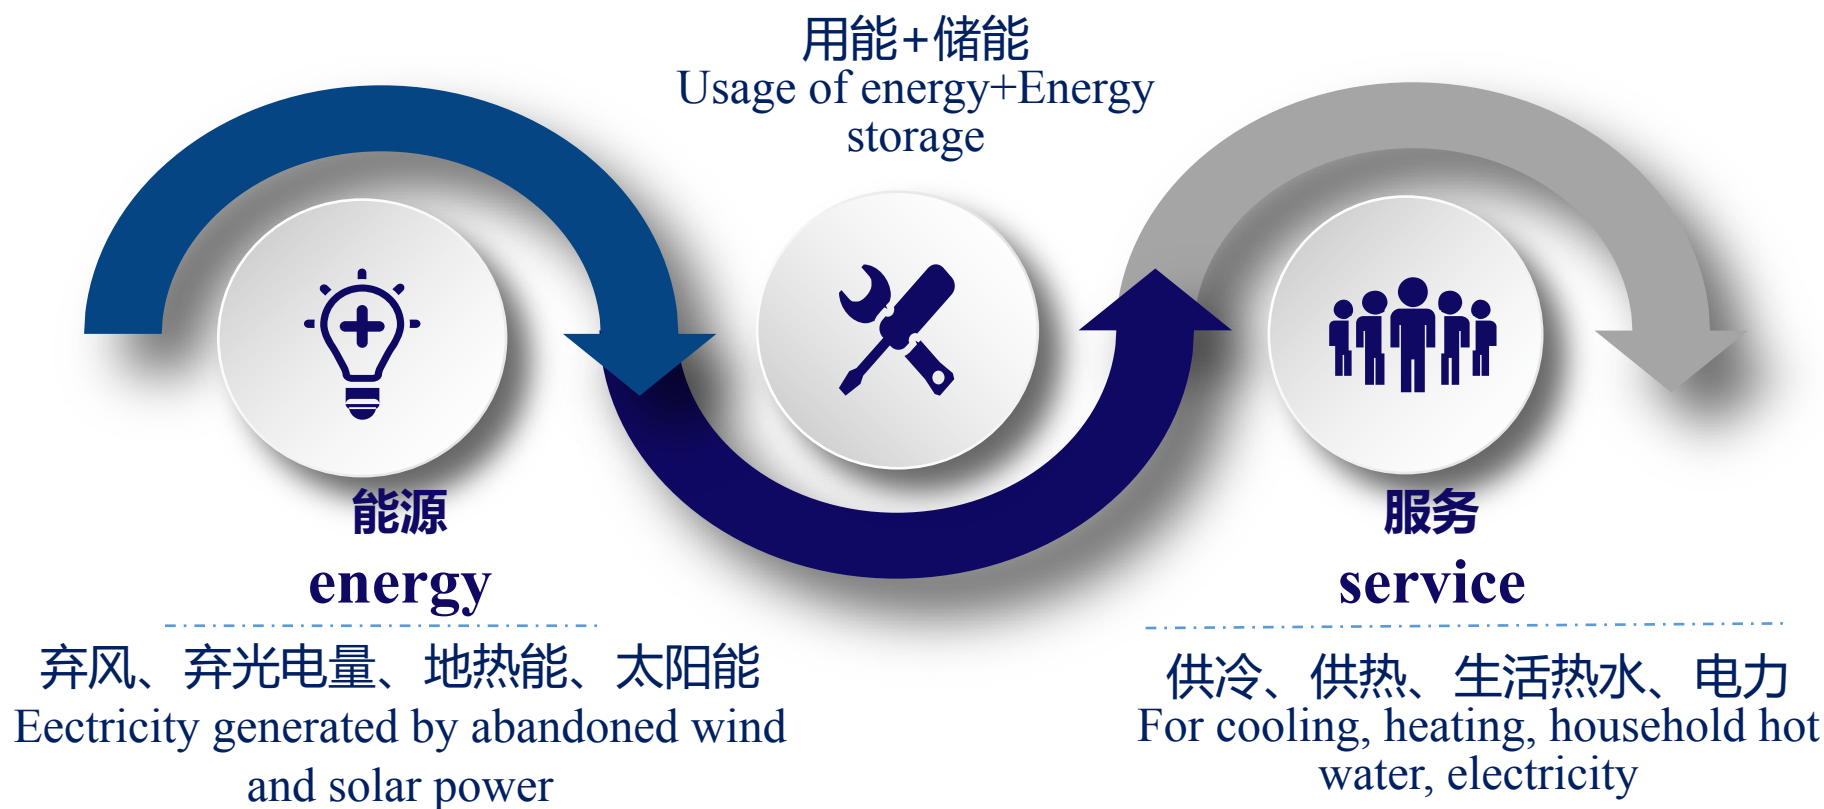 用能+储能
Usage of energy+Energy
storage
能源
energy
弃风、弃光电量、地热能、太阳能
Eectricity generated by abandoned wind
and solar power
服务
service
供冷、供热、生活热水、电力
For cooling, heating, household hot
water, electricity